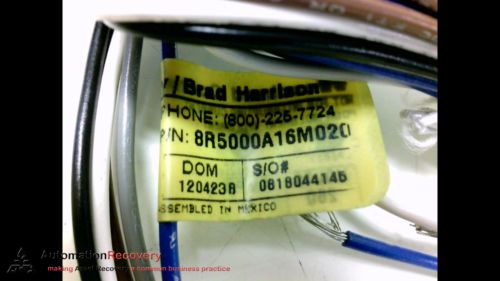 / Brad Harrison
PHONE: (800)-225-7724
P/N: 8R5000A16M020
DOM S/O#
120423B 0818044145
ASSEMBLED IN MEXICO
AutomationRecovery
making Asset Recovery a common business practice